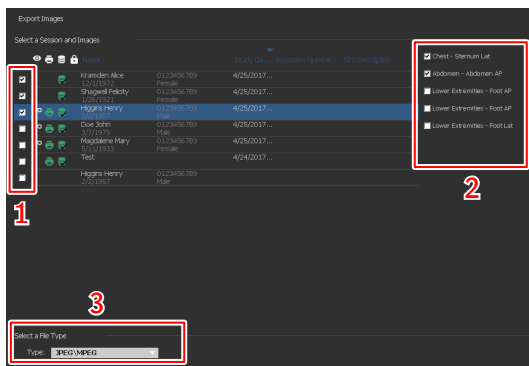 Export Images
Select a Session and Images
Name Study Da... Accession Number SPS Description
Kramden Alice 0123456789 4/25/2017...
12/1/1972 Female
Shagwell Felicity 0123456789 4/25/2017...
1/26/1921 Female
Higgins Henry 0123456789 4/25/2017...
2/2/1957 Male
Doe John 0123456789 4/25/2017...
3/7/1975 Male
Magdalene Mary 0123456789 4/25/2017...
5/11/1933 Female
Test 4/24/2017...
Higgins Henry 0123456789
2/2/1957 Male
Chest - Sternum Lat
Abdomen - Abdomen AP
Lower Extremities - Foot AP
Lower Extremities - Foot AP
Lower Extremities - Foot Lat
1
2
3
Select a File Type
Type: JPEG\MPEG